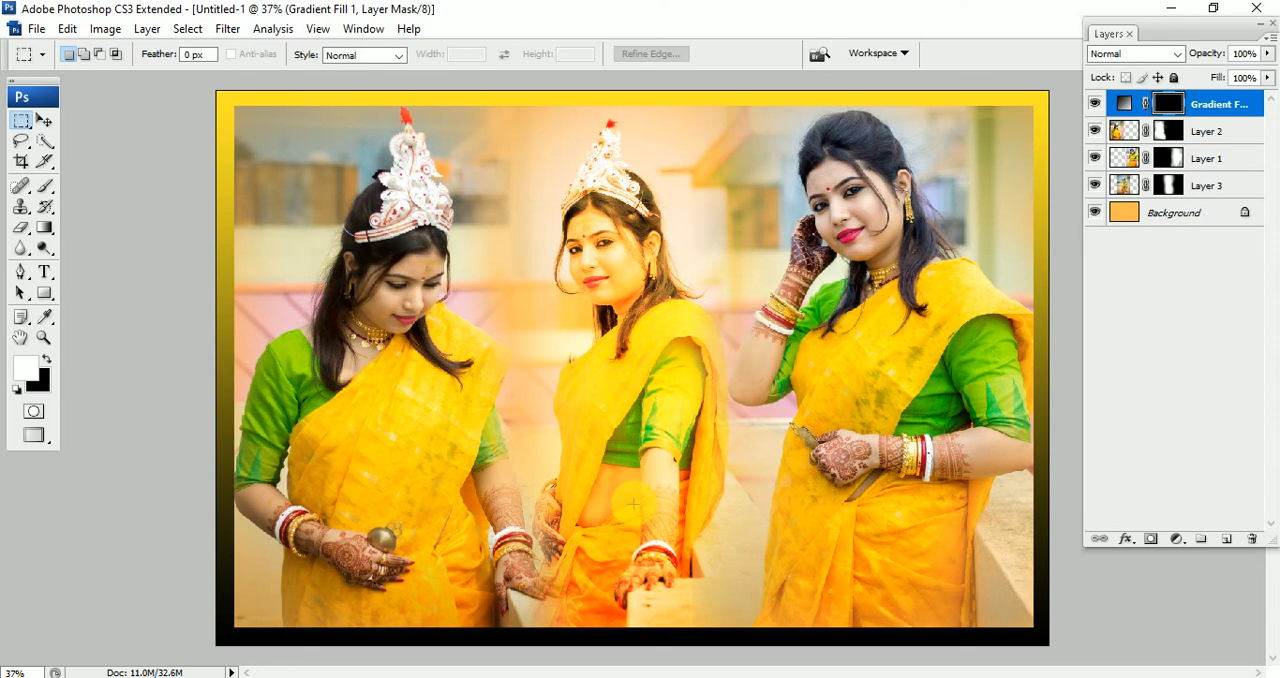 Adobe Photoshop CS3 Extended - [Untitled-1 @ 37% (Gradient Fill 1, Layer Mask/8)]
File Edit Image Layer Select Filter Analysis View Window Help
Feather: 0 px Anti-alias Style: Normal Width: Height: Refine Edge... Workspace
Ps
Layers
Normal Opacity: 100%
Lock: Fill: 100%
Gradient F...
Layer 2
Layer 1
Layer 3
Background
37% Doc: 11.0M/32.6M